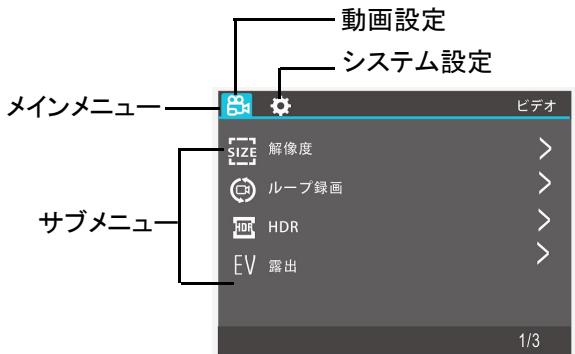 動画設定
システム設定
メインメニュー
ビデオ
SIZE 解像度
ループ録画
サブメニュー
HDR HDR
EV 露出
1/3